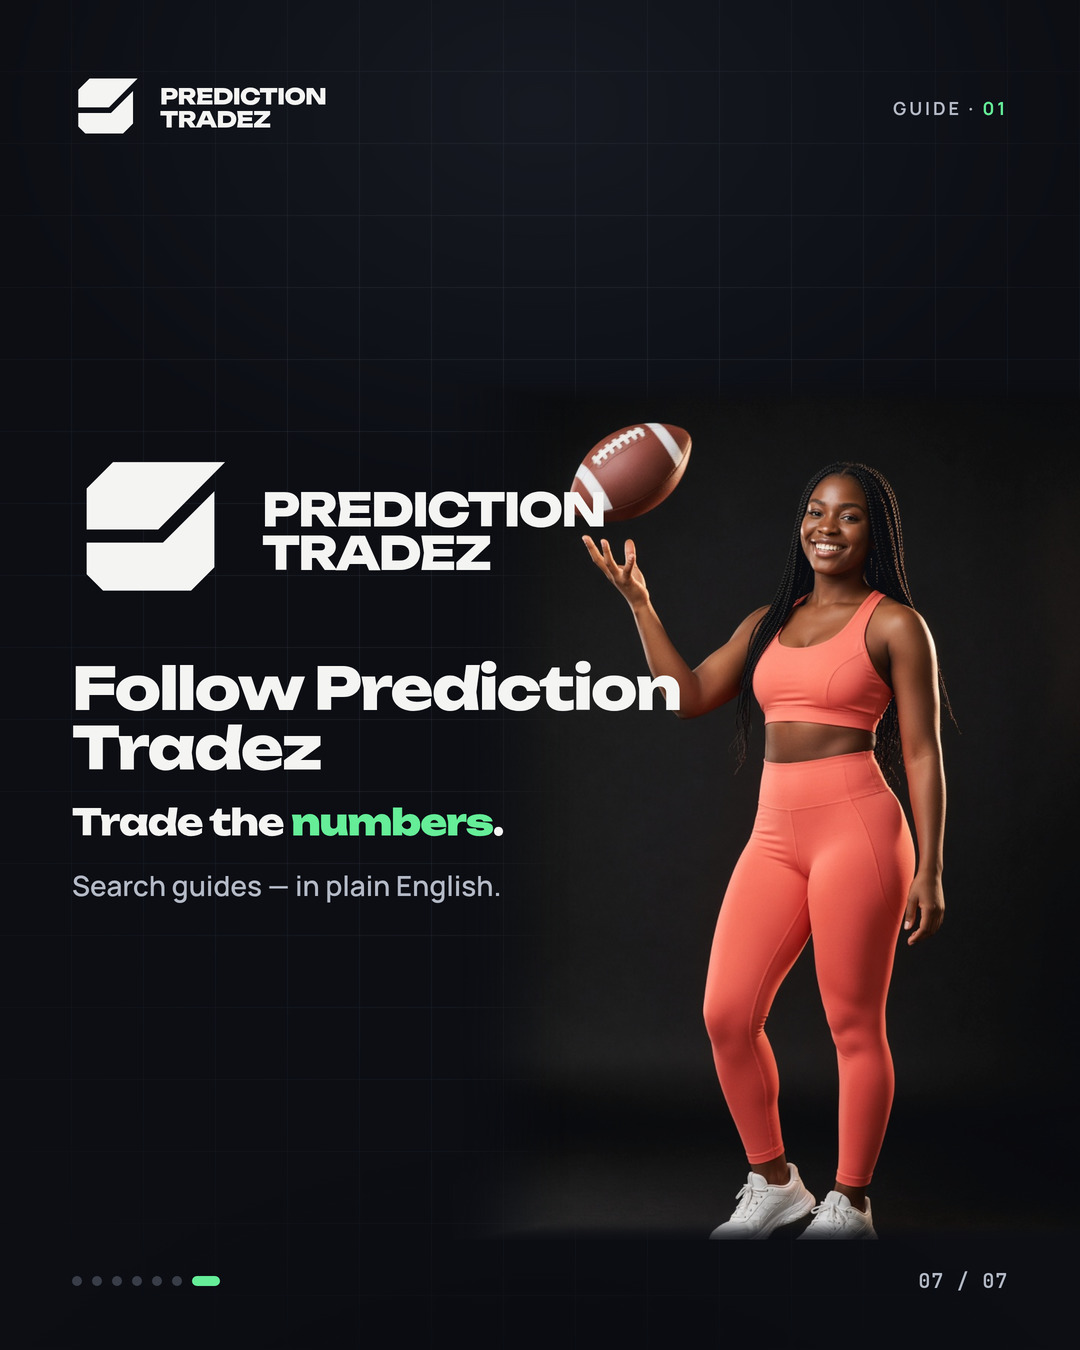 PREDICTION
TRADEZ
GUIDE · 01
PREDICTION
TRADEZ
Follow Prediction
Tradez
Trade the numbers.
Search guides — in plain English.
07 / 07